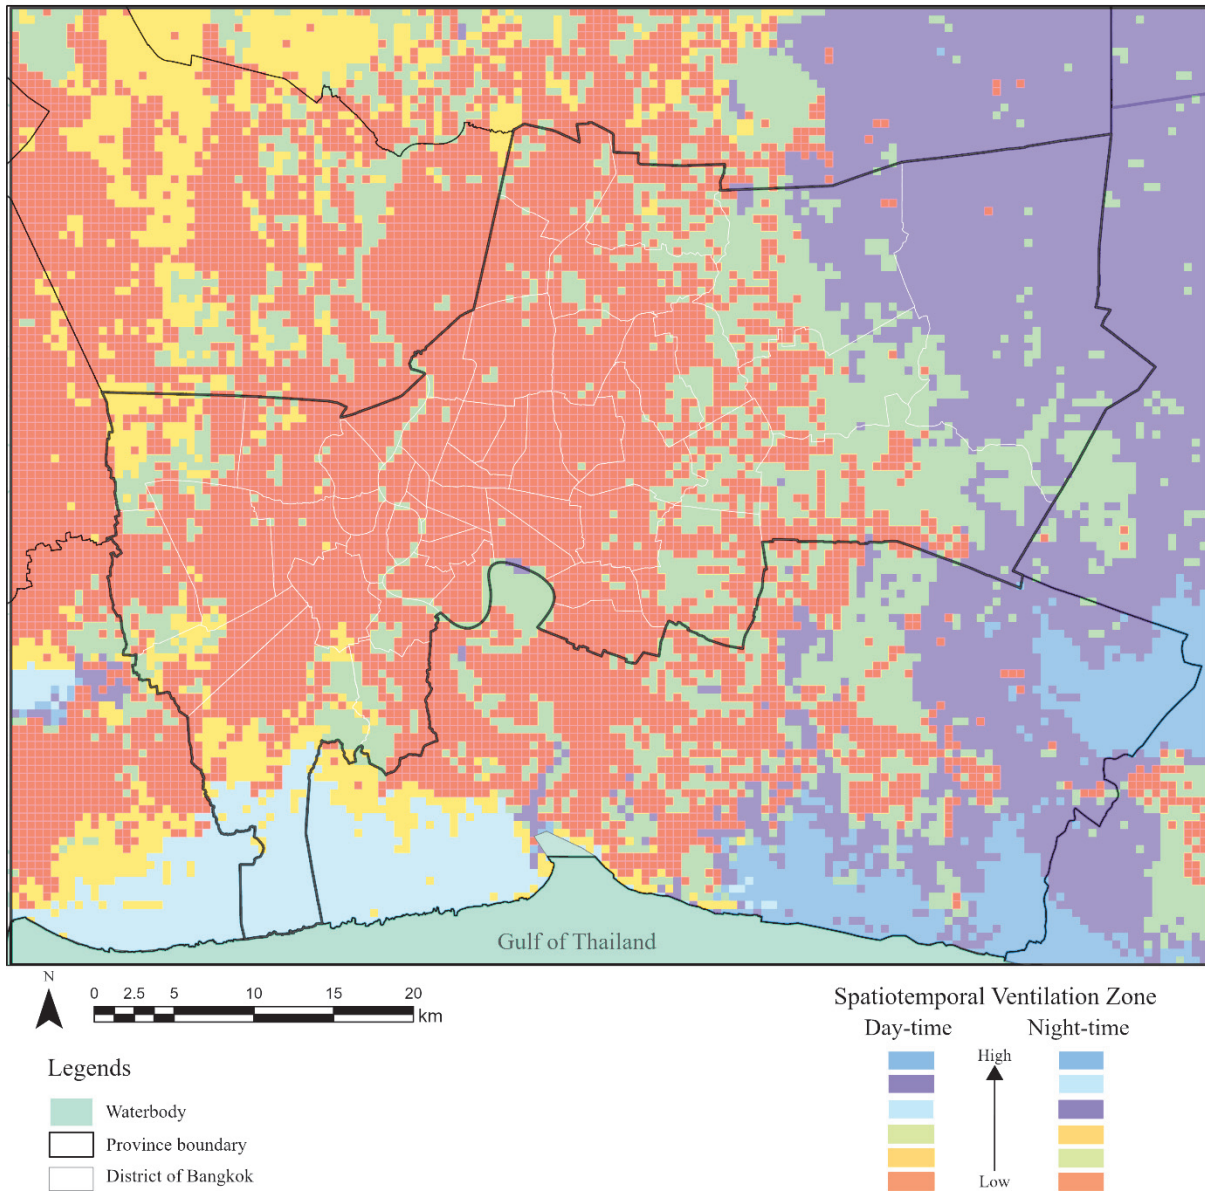 Gulf of Thailand
N
0 2.5 5 10 15 20
km
Legends
Waterbody
Province boundary
District of Bangkok
Spatiotemporal Ventilation Zone
Day-time Night-time
High
Low